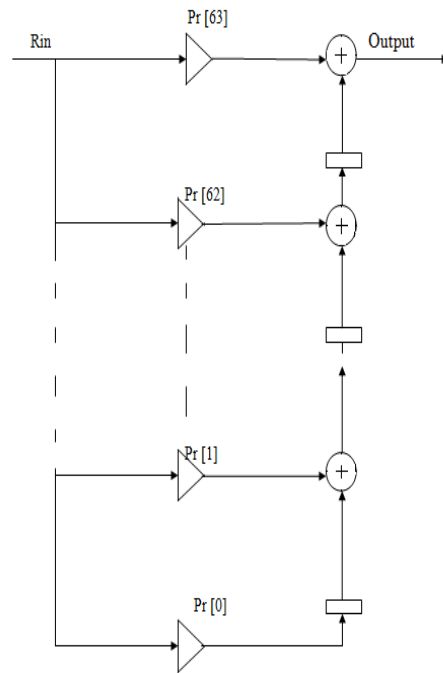 Pr [63]
Rin
Output
+
Pr [62]
+
Pr [1]
+
Pr [0]